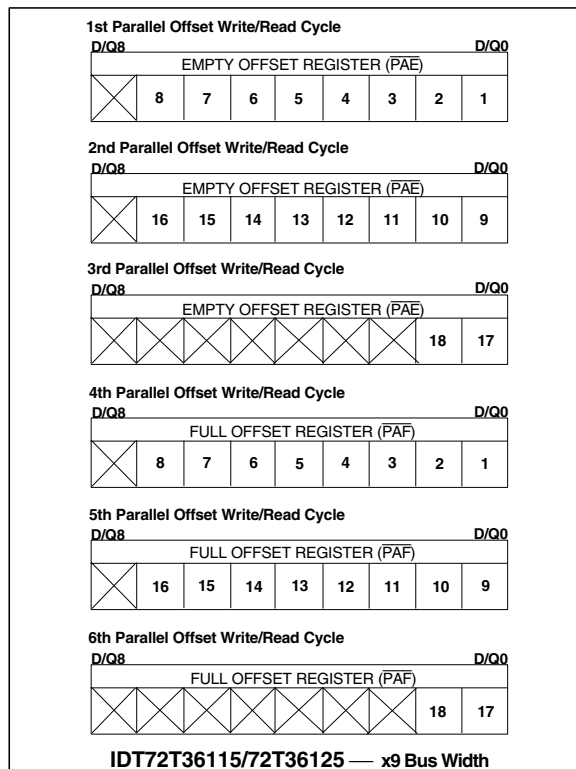 1st Parallel Offset Write/Read Cycle
D/Q8 D/Q0
EMPTY OFFSET REGISTER (PAE)
8 7 6 5 4 3 2 1
2nd Parallel Offset Write/Read Cycle
D/Q8 D/Q0
EMPTY OFFSET REGISTER (PAE)
16 15 14 13 12 11 10 9
3rd Parallel Offset Write/Read Cycle
D/Q8 D/Q0
EMPTY OFFSET REGISTER (PAE)
18 17
4th Parallel Offset Write/Read Cycle
D/Q8 D/Q0
FULL OFFSET REGISTER (PAF)
8 7 6 5 4 3 2 1
5th Parallel Offset Write/Read Cycle
D/Q8 D/Q0
FULL OFFSET REGISTER (PAF)
16 15 14 13 12 11 10 9
6th Parallel Offset Write/Read Cycle
D/Q8 D/Q0
FULL OFFSET REGISTER (PAF)
18 17
IDT72T36115/72T36125 — x9 Bus Width